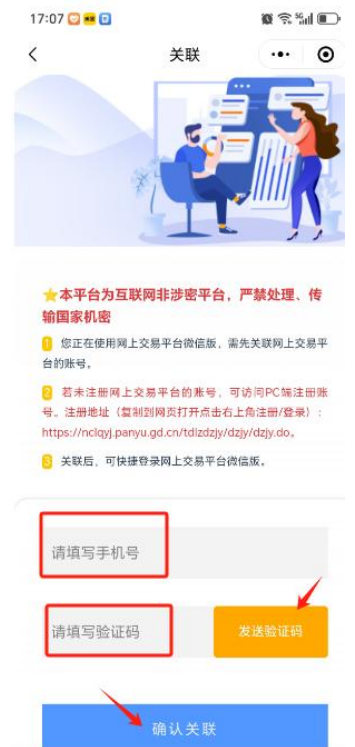 17:07
关联
⭐本平台为互联网非涉密平台，严禁处理、传
输国家机密
1 您正在使用网上交易平台微信版，需先关联网上交易平
台的账号。
2 若未注册网上交易平台的账号，可访问PC端注册账
号。注册地址（复制到网页打开点击右上角注册/登录）：
https://nclqyj.panyu.gd.cn/tdlzdzjy/dzjy/dzjy.do。
3 关联后，可快捷登录网上交易平台微信版。
请填写手机号
请填写验证码
发送验证码
确认关联